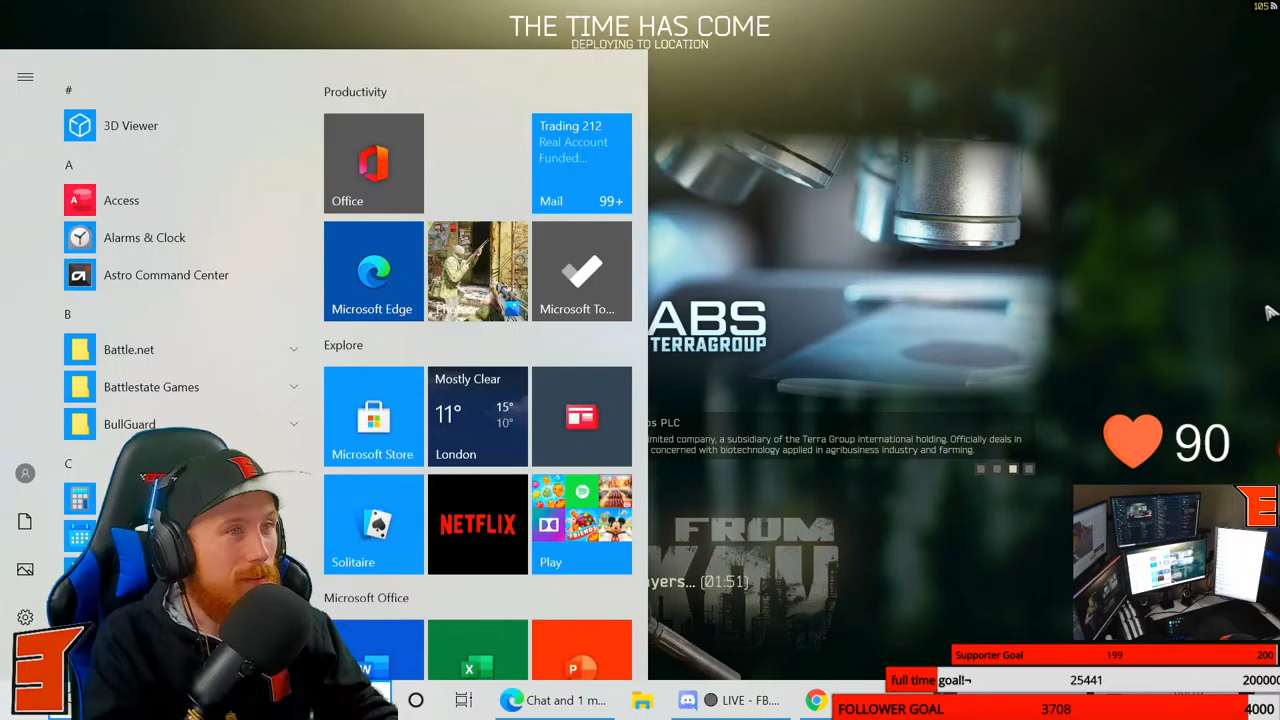 THE TIME HAS COME
DEPLOYING TO LOCATION
105
#
3D Viewer
A
Access
Alarms & Clock
Astro Command Center
B
Battle.net
Battlestate Games
BullGuard
C
Productivity
Office
Trading 212
Real Account
Funded...
Mail 99+
Microsoft Edge
Microsoft To...
Explore
Microsoft Store
Mostly Clear
11° 15°
10°
London
Solitaire
NETFLIX
Play
Microsoft Office
ABS
TERRAGROUP
PLC
limited company, a subsidiary of the Terra Group international holding. Officially deals in
concerned with biotechnology applied in agribusiness industry and farming.
FROM
yers... (01:51)
90
Supporter Goal 199 200
full time goal!¬ 25441 200000
FOLLOWER GOAL 3708 4000
Chat and 1 m...
LIVE - FB....